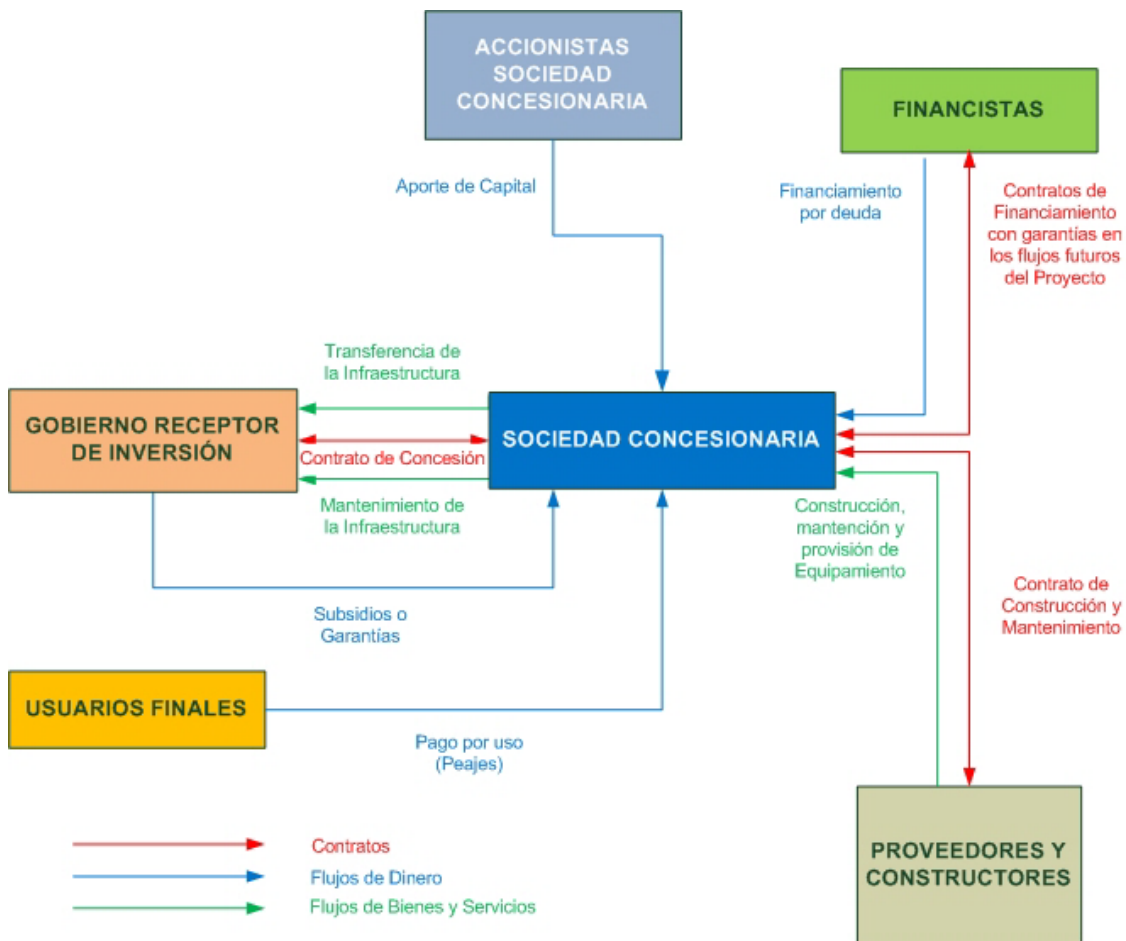 ACCIONISTAS
SOCIEDAD
CONCESIONARIA
FINANCISTAS
Aporte de Capital
Financiamiento
por deuda
Contratos de
Financiamiento
con garantías en
los flujos futuros
del Proyecto
Transferencia de
la Infraestructura
GOBIERNO RECEPTOR
DE INVERSIÓN
Contrato de Concesión
SOCIEDAD CONCESIONARIA
Mantenimiento de
la Infraestructura
Construcción,
mantención y
provisión de
Equipamiento
Subsidios o
Garantías
Contrato de
Construcción y
Mantenimiento
USUARIOS FINALES
Pago por uso
(Peajes)
PROVEEDORES Y
CONSTRUCTORES
Contratos
Flujos de Dinero
Flujos de Bienes y Servicios